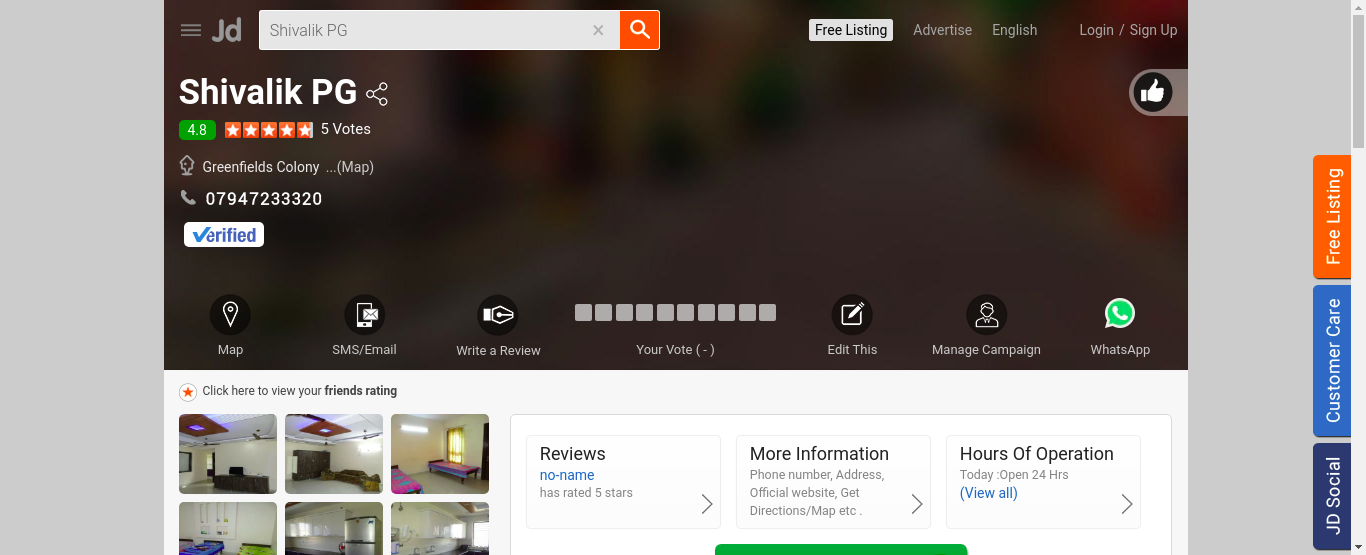 Jd
Shivalik PG
Free Listing
Advertise
English
Login / Sign Up
Shivalik PG
4.8
5 Votes
Greenfields Colony ...(Map)
07947233320
Verified
Map
SMS/Email
Write a Review
Your Vote ( - )
Edit This
Manage Campaign
WhatsApp
Click here to view your friends rating
Reviews
no-name
has rated 5 stars
More Information
Phone number, Address,
Official website, Get
Directions/Map etc .
Hours Of Operation
Today :Open 24 Hrs
(View all)
Free Listing
Customer Care
JD Social